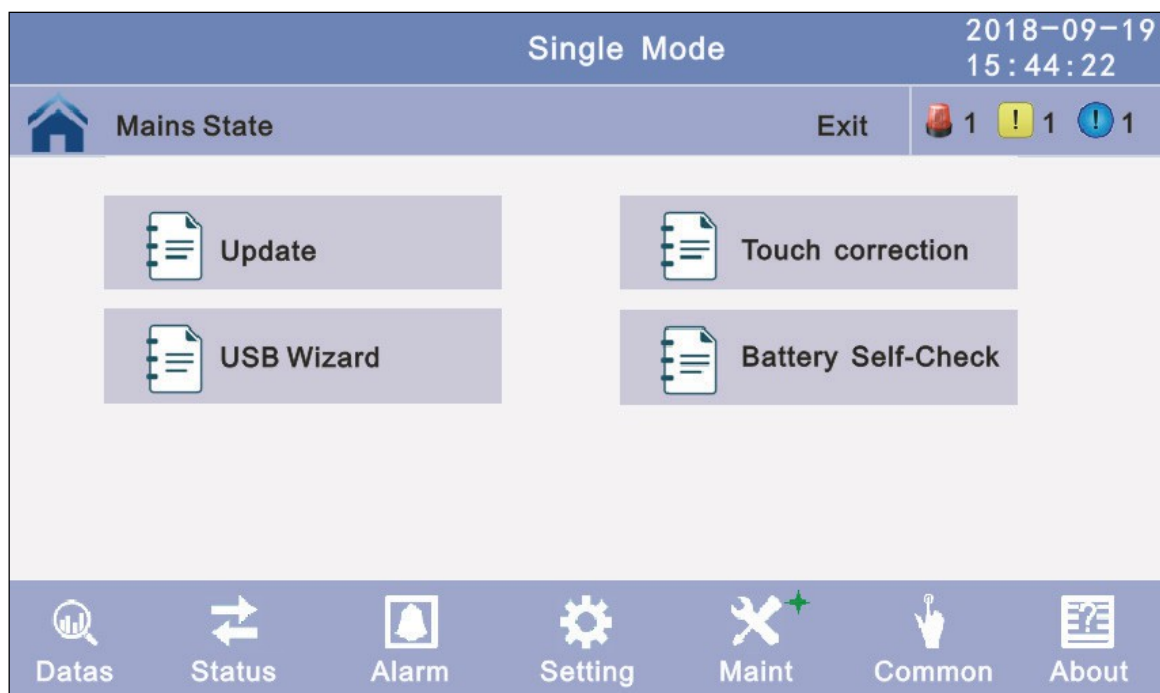 Single Mode
2018-09-19
15:44:22
Mains State
Exit
1
! 1
! 1
Update
Touch correction
USB Wizard
Battery Self-Check
Datas
Status
Alarm
Setting
Maint
Common
?
About